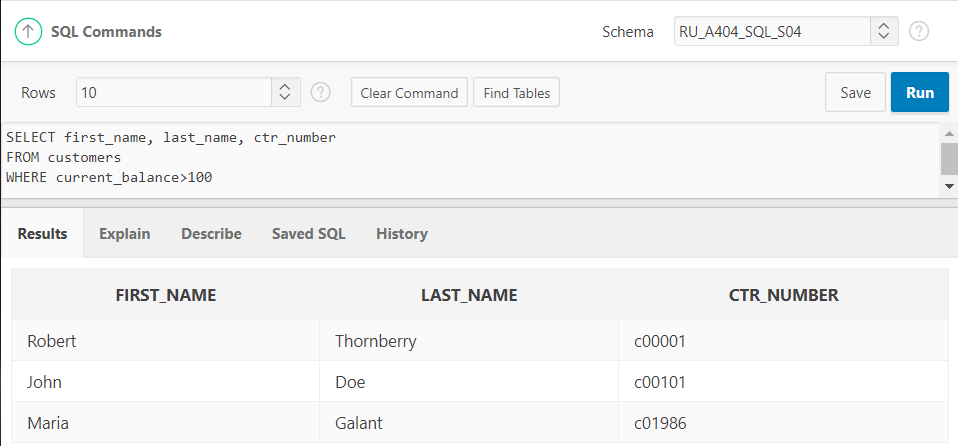 SQL Commands Schema RU_A404_SQL_S04 ?
Rows 10 ? Clear Command Find Tables Save Run
SELECT first_name, last_name, ctr_number
FROM customers
WHERE current_balance>100
Results Explain Describe Saved SQL History
FIRST_NAME LAST_NAME CTR_NUMBER
Robert Thornberry c00001
John Doe c00101
Maria Galant c01986